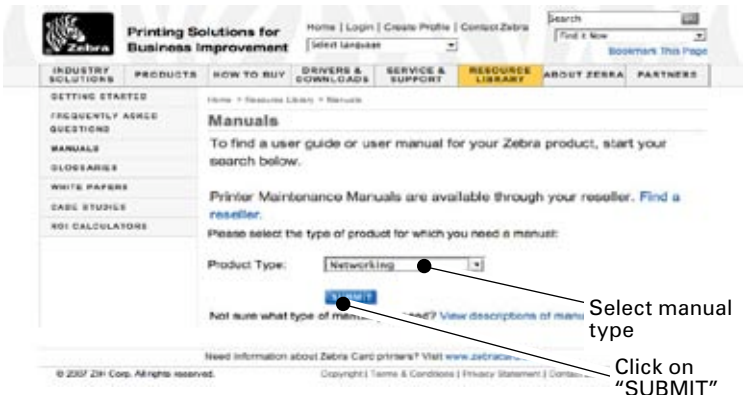 Zebra
Printing Solutions for
Business Improvement
Home | Login | Create Profile | Contact Zebra
Select Language
Search
Find it Now
Bookmark This Page
INDUSTRY SOLUTIONS
PRODUCTS
HOW TO BUY
DRIVERS & DOWNLOADS
SERVICE & SUPPORT
RESOURCE LIBRARY
ABOUT ZEBRA
PARTNERS
GETTING STARTED
FREQUENTLY ASKED
QUESTIONS
MANUALS
GLOSSARIES
WHITE PAPERS
CASE STUDIES
ROI CALCULATORS
Home > Resource Library > Manuals
Manuals
To find a user guide or user manual for your Zebra product, start your
search below.
Printer Maintenance Manuals are available through your reseller. Find a
reseller.
Please select the type of product for which you need a manual:
Product Type: Networking
SUBMIT
Not sure what type of need? View descriptions of
Select manual
type
Need information about Zebra Card printers? Visit
Click on
"SUBMIT"
© 2007 ZIH Corp. All rights reserved.
Copyright | Terms & Conditions | Privacy Statement |